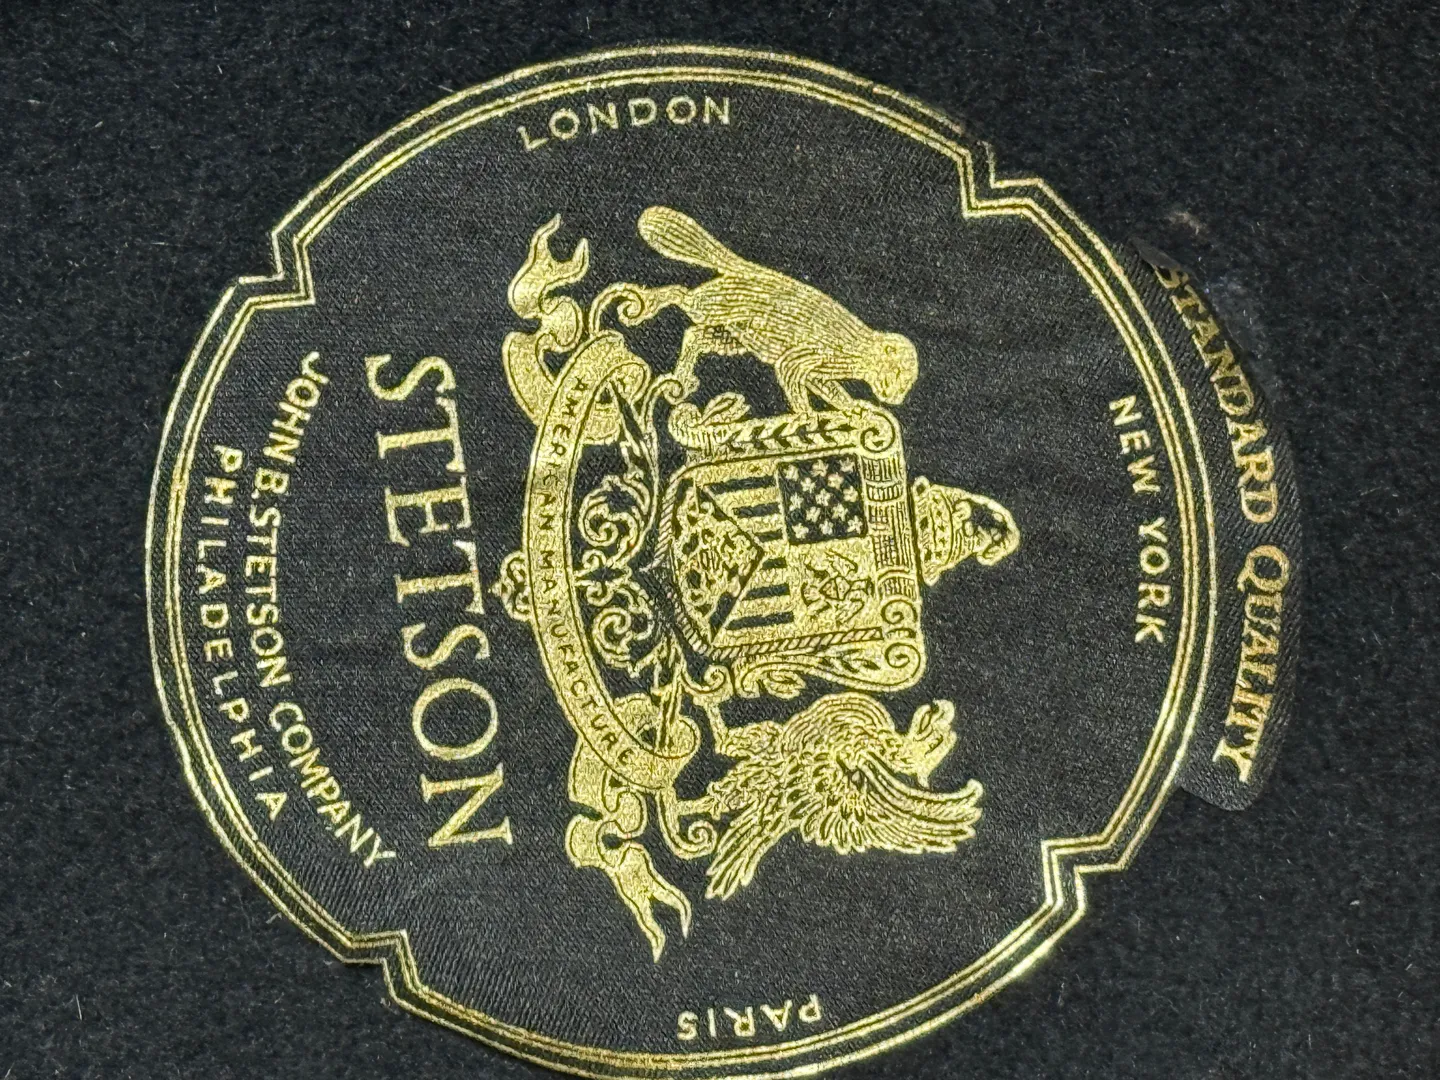 STANDARD QUALITY
NEW YORK
LONDON
PARIS
AMERICAN MANUFACTURE
STETSON
JOHN B. STETSON COMPANY
PHILADELPHIA